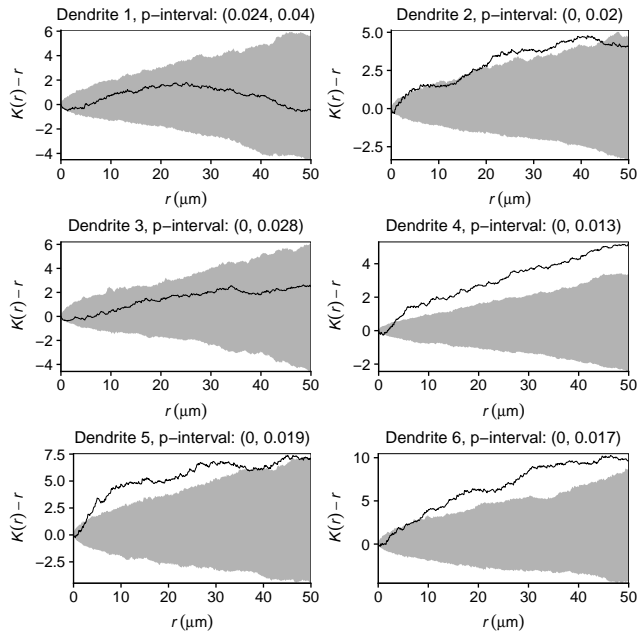 Dendrite 1, p−interval: (0.024, 0.04)
K(r) − r
6
4
2
0
−2
−4
0 10 20 30 40 50
r (μm)
Dendrite 2, p−interval: (0, 0.02)
K(r) − r
5.0
2.5
0.0
−2.5
0 10 20 30 40 50
r (μm)
Dendrite 3, p−interval: (0, 0.028)
K(r) − r
6
4
2
0
−2
−4
0 10 20 30 40 50
r (μm)
Dendrite 4, p−interval: (0, 0.013)
K(r) − r
4
2
0
−2
0 10 20 30 40 50
r (μm)
Dendrite 5, p−interval: (0, 0.019)
K(r) − r
7.5
5.0
2.5
0.0
−2.5
0 10 20 30 40 50
r (μm)
Dendrite 6, p−interval: (0, 0.017)
K(r) − r
10
5
0
0 10 20 30 40 50
r (μm)